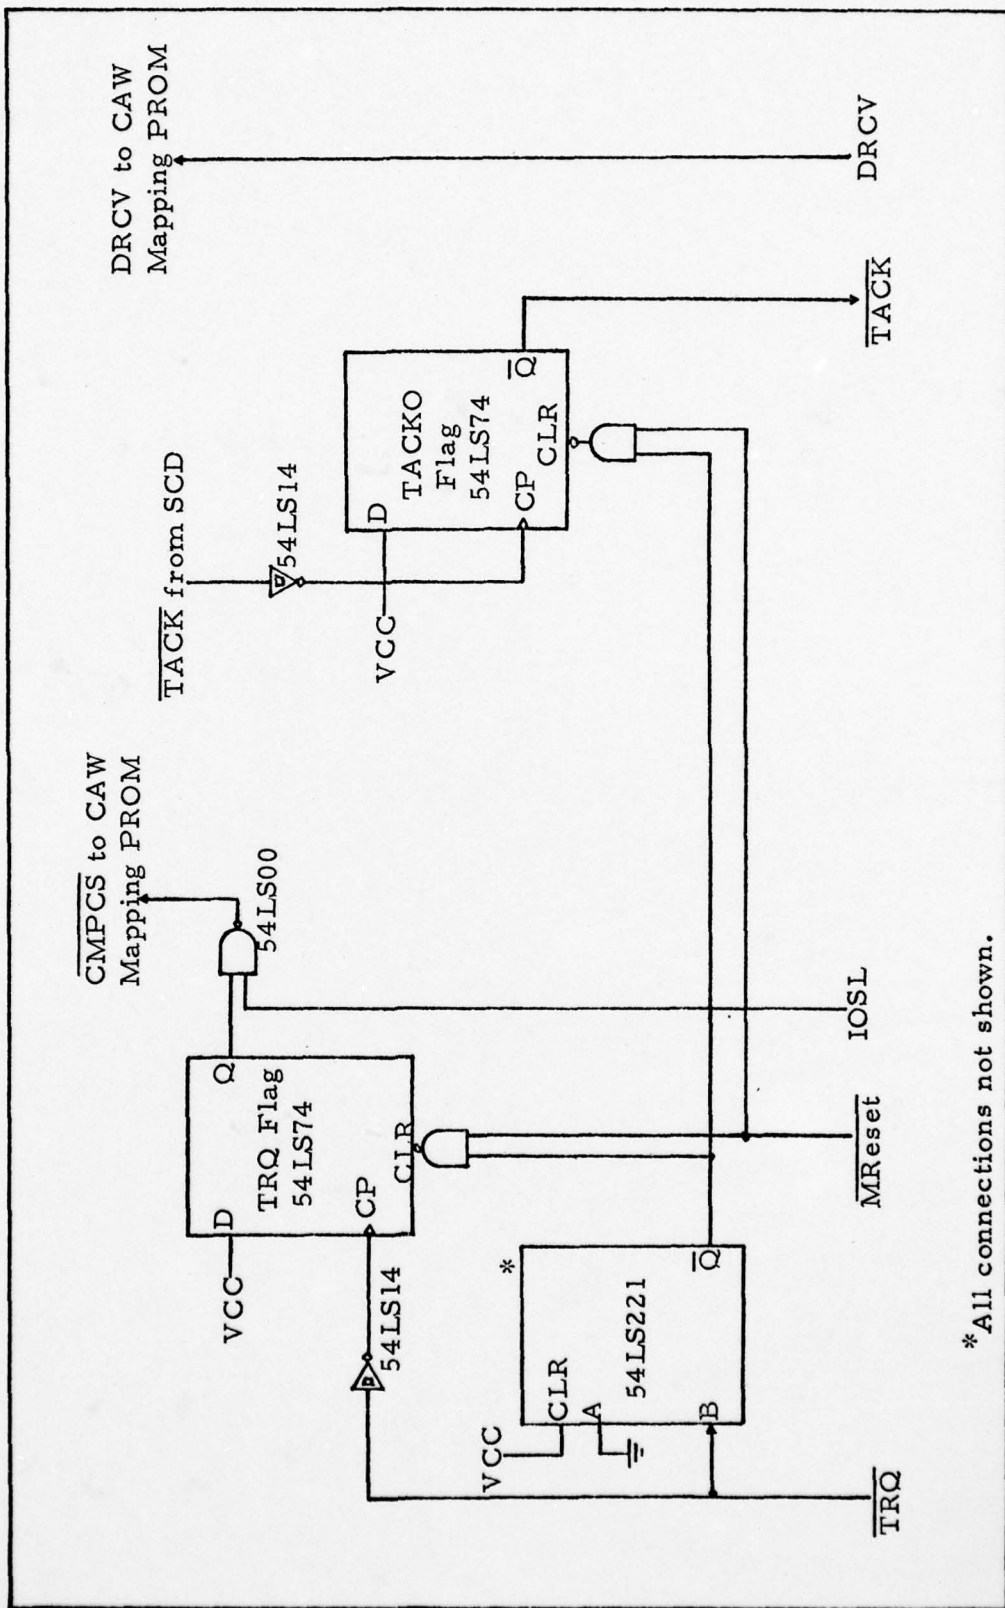 DRCV to CAW
Mapping PROM
DRCV
TACK
TACK from SCD
54LS14
VCC
D
TACKO
Flag
54LS74
Q
CP
CLR
CMPCS to CAW
Mapping PROM
54LS00
IOSL
VCC
D
Q
TRQ Flag
54LS74
CP
CLR
54LS14
MReset
*
VCC
CLR
A
B
54LS221
Q
TRQ
*All connections not shown.